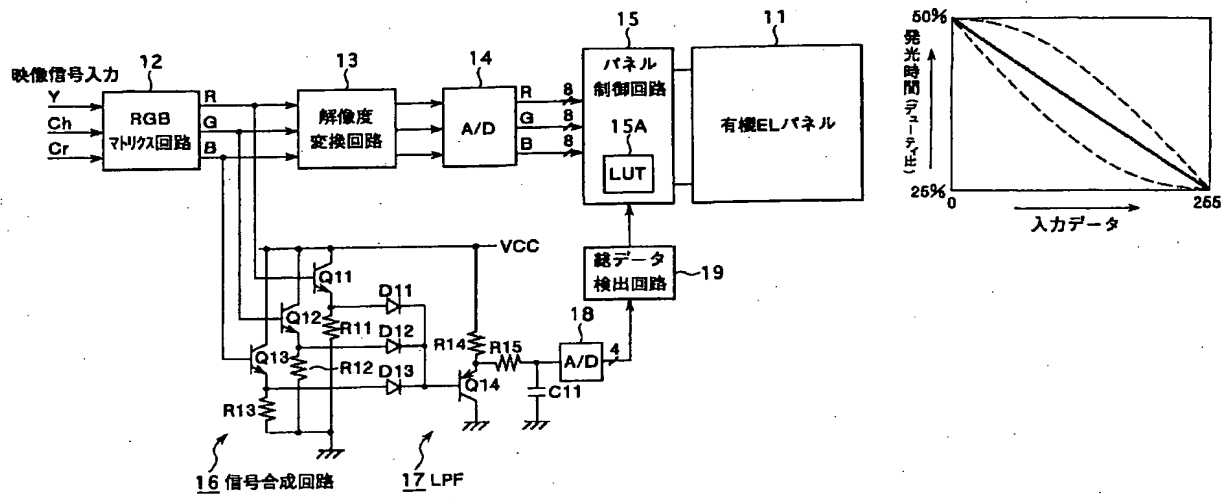 映像信号入力
Y
Ch
Cr
12
RGB
マトリクス回路
R
G
B
13
解像度
変換回路
14
A/D
R
G
B
8
8
8
15
パネル
制御回路
15A
LUT
11
有機ELパネル
VCC
Q11
Q12
Q13
R11
R12
R13
D11
D12
D13
R14
R15
Q14
C11
18
A/D
4
総データ
検出回路
19
16 信号合成回路
17 LPF
50%
25%
発光時間(デューティ比)
0
255
入力データ